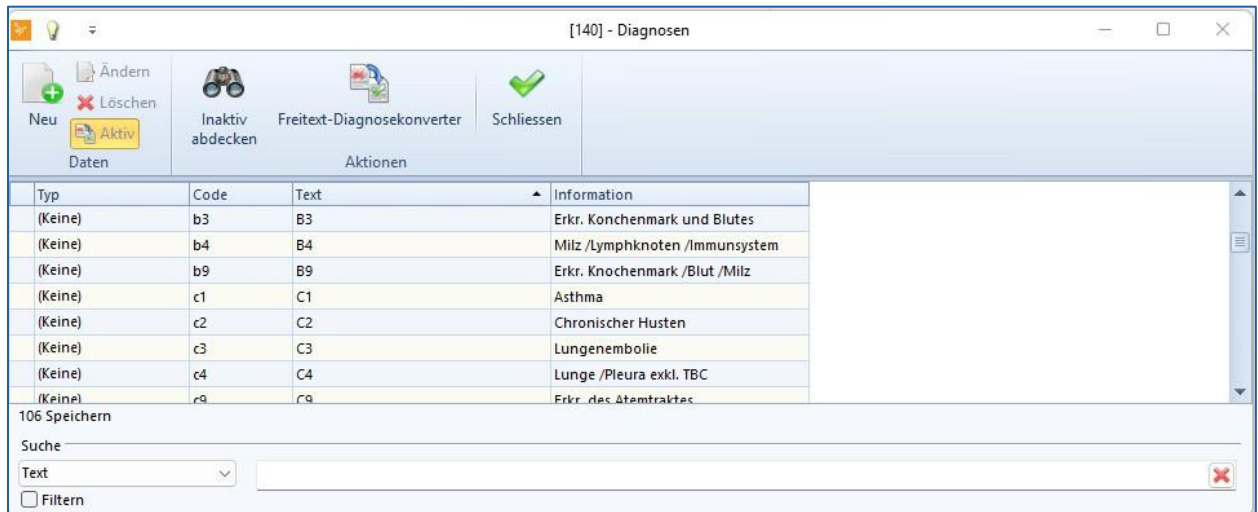 [140] - Diagnosen
Neu
Ändern
Löschen
Aktiv
Daten
Inaktiv
abdecken
Freitext-Diagnosekonverter
Schliessen
Aktionen
Typ Code Text Information
(Keine) b3 B3 Erkr. Konchenmark und Blutes
(Keine) b4 B4 Milz /Lymphknoten /Immunsystem
(Keine) b9 B9 Erkr. Knochenmark /Blut /Milz
(Keine) c1 C1 Asthma
(Keine) c2 C2 Chronischer Husten
(Keine) c3 C3 Lungenembolie
(Keine) c4 C4 Lunge /Pleura exkl. TBC
(Keine) c9 C9 Erkr. des Atemtraktes
106 Speichern
Suche
Text
Filtern